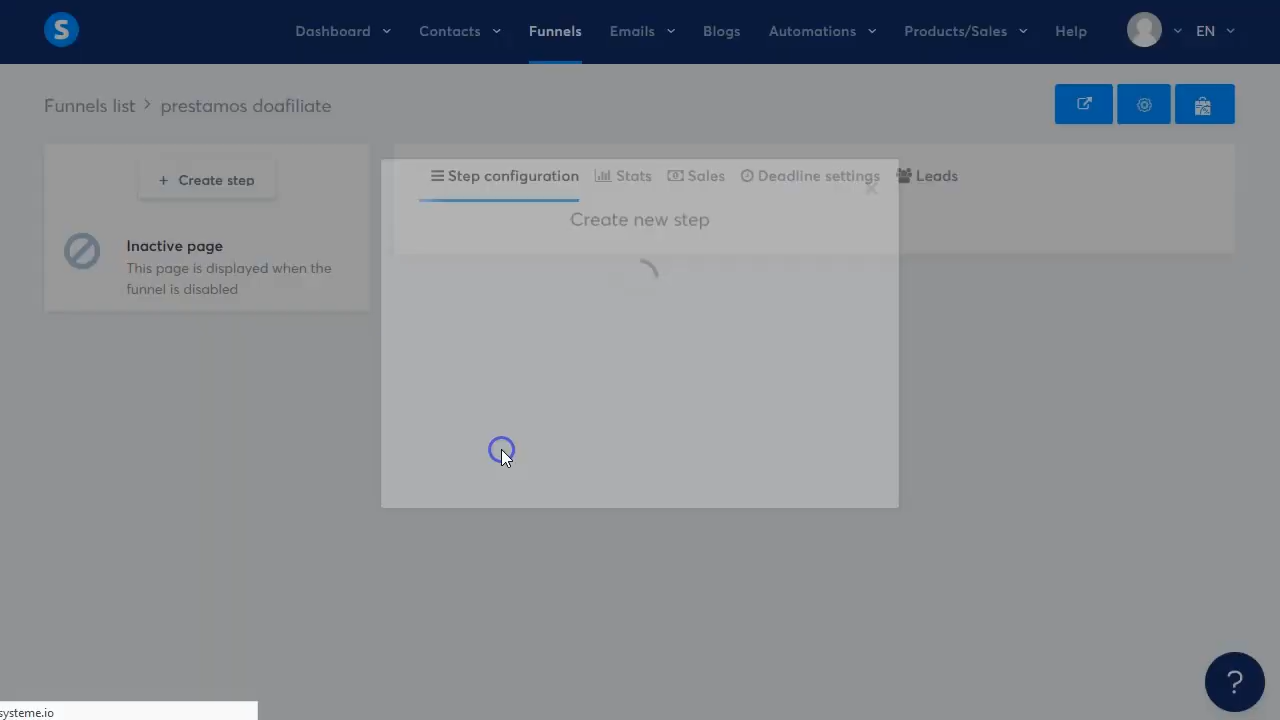 S
Dashboard Contacts Funnels Emails Blogs Automations Products/Sales Help EN
Funnels list > prestamos doafiliate
+ Create step
Inactive page
This page is displayed when the
funnel is disabled
Step configuration Stats Sales Deadline settings Leads
Create new step
?
systeme.io